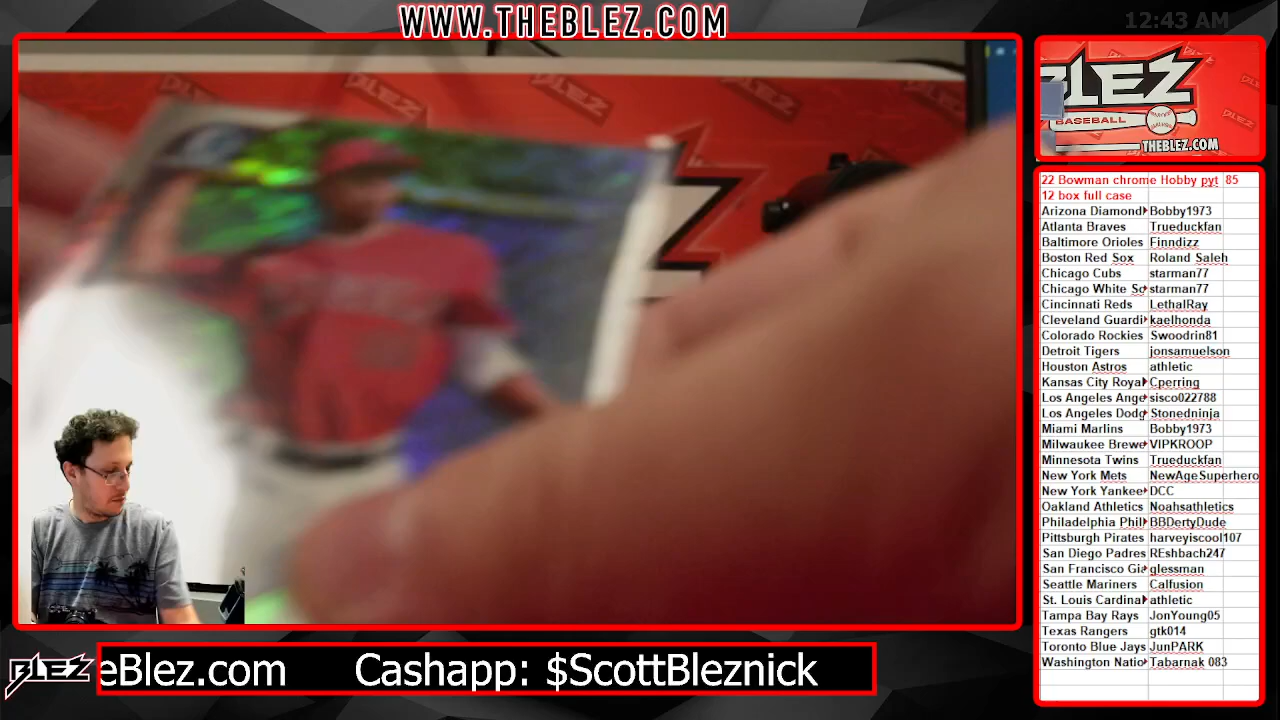 WWW.THEBLEZ.COM
12:43 AM
BLEZ
BASEBALL
THEBLEZ.COM
22 Bowman chrome Hobby pyt 85
12 box full case
Arizona Diamond Bobby1973
Atlanta Braves Trueduckfan
Baltimore Orioles Finndizz
Boston Red Sox Roland Saleh
Chicago Cubs starman77
Chicago White So starman77
Cincinnati Reds LethalRay
Cleveland Guardi kaelhonda
Colorado Rockies Swoodrin81
Detroit Tigers jonsamuelson
Houston Astros athletic
Kansas City Royal Cperring
Los Angeles Ange sisco022788
Los Angeles Dodg Stonedninja
Miami Marlins Bobby1973
Milwaukee Brewe VIPKROOP
Minnesota Twins Trueduckfan
New York Mets NewAgeSuperhero
New York Yankee DCC
Oakland Athletics Noahsathletics
Philadelphia Phil BBDertyDude
Pittsburgh Pirates harveyiscool107
San Diego Padres REshbach247
San Francisco Gia glessman
Seattle Mariners Calfusion
St. Louis Cardina athletic
Tampa Bay Rays JonYoung05
Texas Rangers gtk014
Toronto Blue Jays JunPARK
Washington Natio Tabarnak 083
BLEZ
eBlez.com Cashapp: $ScottBleznick